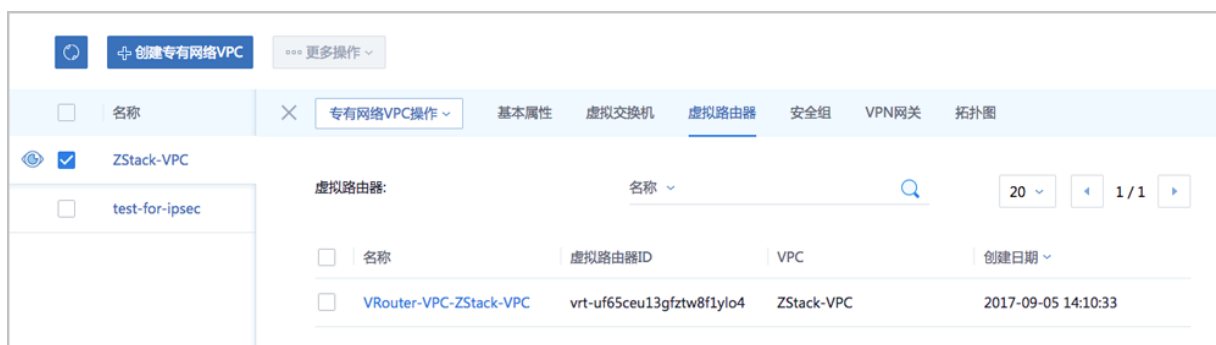 创建专有网络VPC 更多操作
名称 专有网络VPC操作 基本属性 虚拟交换机 虚拟路由器 安全组 VPN网关 拓扑图
ZStack-VPC
虚拟路由器: 名称 20 1 / 1
test-for-ipsec
名称 虚拟路由器ID VPC 创建日期
VRouter-VPC-ZStack-VPC vrt-uf65ceu13gfztw8f1ylo4 ZStack-VPC 2017-09-05 14:10:33